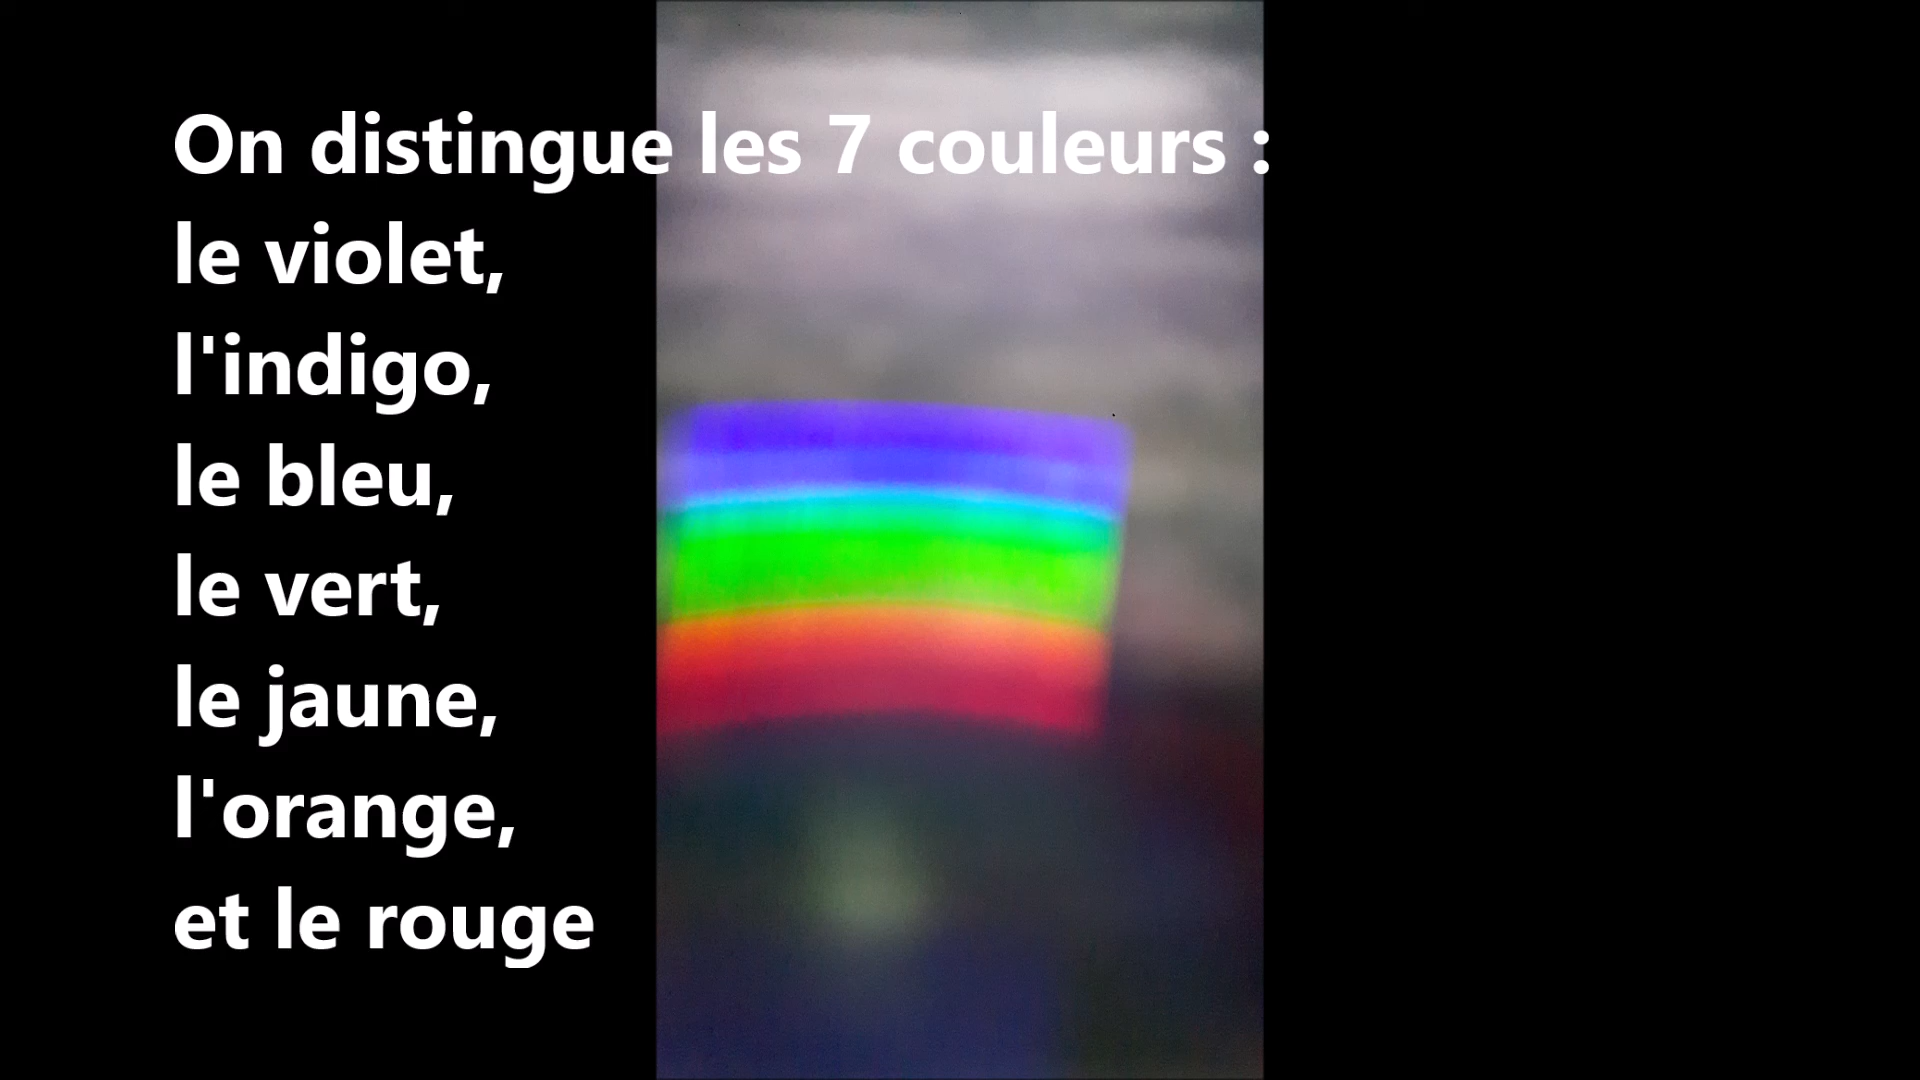 On distingue les 7 couleurs :
le violet,
l'indigo,
le bleu,
le vert,
le jaune,
l'orange,
et le rouge